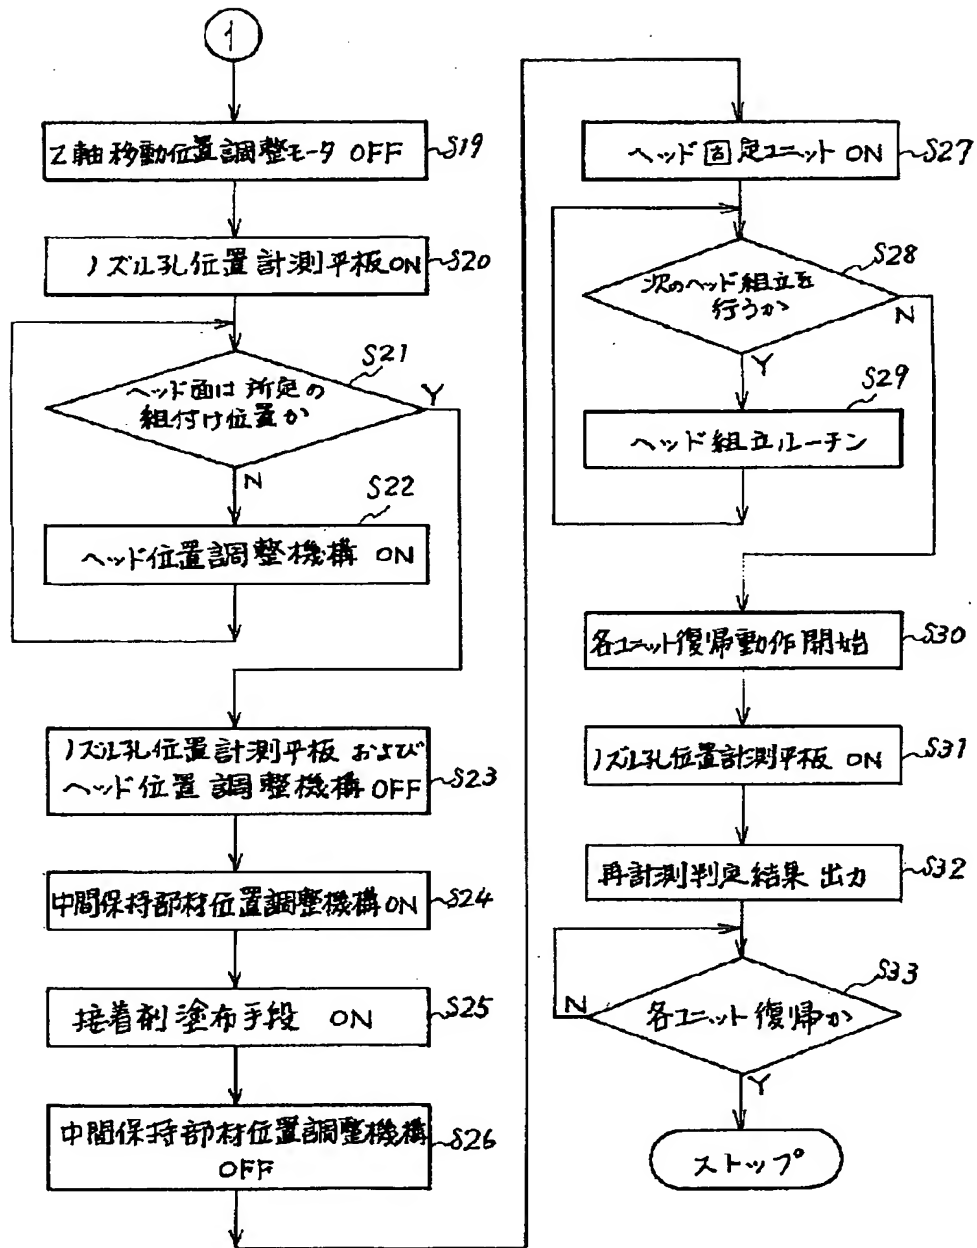 1
Z軸移動位置調整モータ OFF
S19
ノズル孔位置計測平板ON
S20
S21
ヘッド面は所定の
組付け位置か
Y
N
S22
ヘッド位置調整機構 ON
ノズル孔位置計測平板 および
ヘッド位置調整機構 OFF
S23
中間保持部材位置調整機構ON
S24
接着剤塗布手段 ON
S25
中間保持部材位置調整機構
OFF
S26
ヘッド固定ユニット ON
S27
S28
次のヘッド組立を
行うか
N
Y
S29
ヘッド組立ルーチン
各ユニット復帰動作開始
S30
ノズル孔位置計測平板 ON
S31
再計測判定結果 出力
S32
S33
各ユニット復帰か
N
Y
ストップ